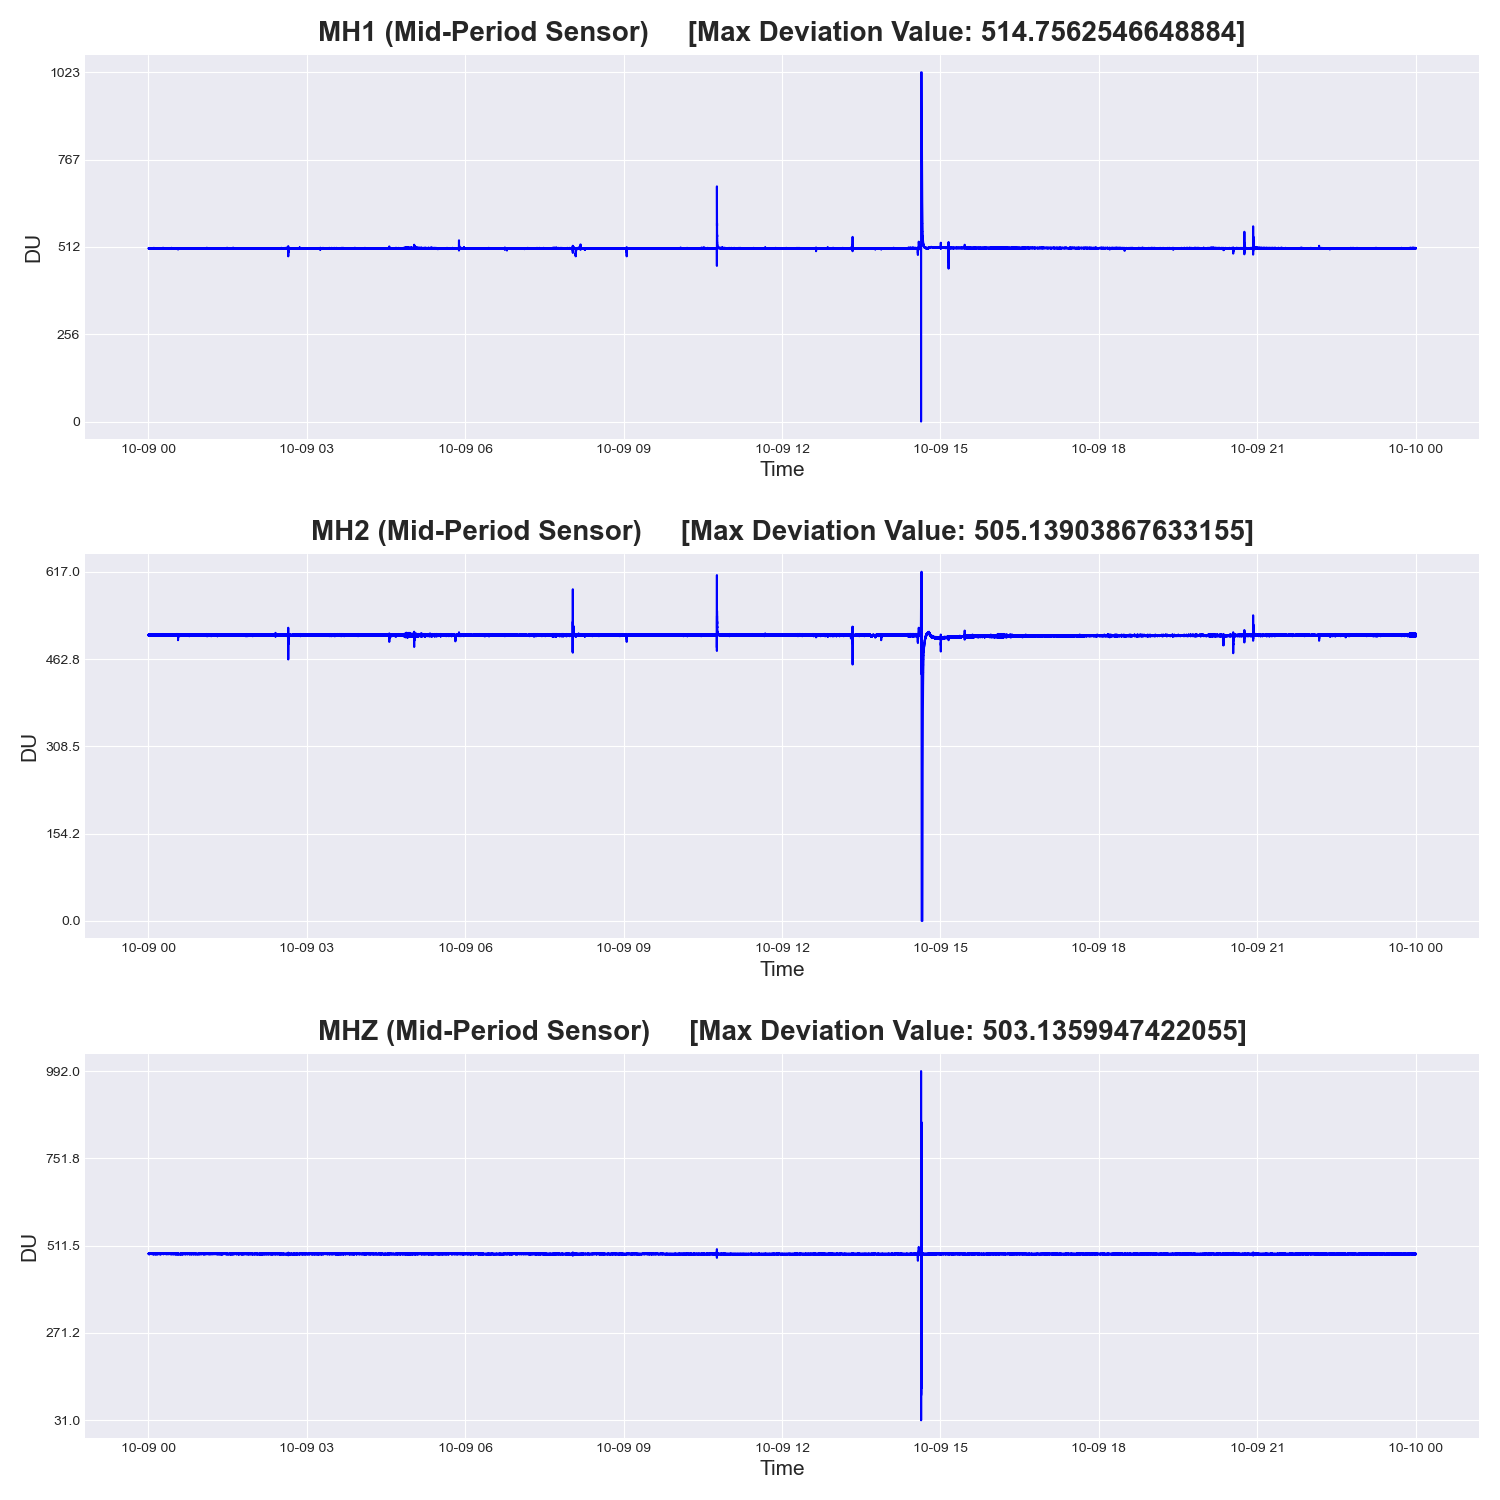 MH1 (Mid-Period Sensor) [Max Deviation Value: 514.7562546648884]
1023
767
512
256
0
DU
10-09 00 10-09 03 10-09 06 10-09 09 10-09 12 10-09 15 10-09 18 10-09 21 10-10 00
Time
MH2 (Mid-Period Sensor) [Max Deviation Value: 505.13903867633155]
617.0
462.8
308.5
154.2
0.0
DU
10-09 00 10-09 03 10-09 06 10-09 09 10-09 12 10-09 15 10-09 18 10-09 21 10-10 00
Time
MHZ (Mid-Period Sensor) [Max Deviation Value: 503.1359947422055]
992.0
751.8
511.5
271.2
31.0
DU
10-09 00 10-09 03 10-09 06 10-09 09 10-09 12 10-09 15 10-09 18 10-09 21 10-10 00
Time